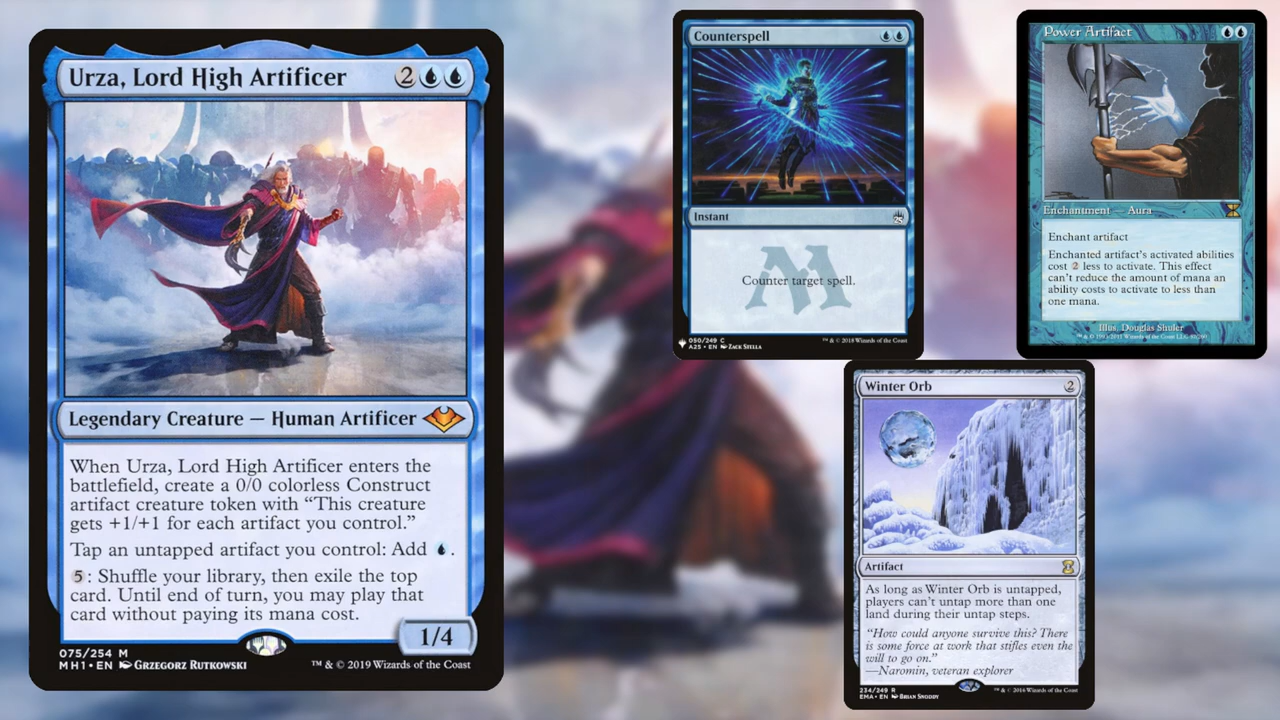 Urza, Lord High Artificer 2
Legendary Creature — Human Artificer
When Urza, Lord High Artificer enters the
battlefield, create a 0/0 colorless Construct
artifact creature token with “This creature
gets +1/+1 for each artifact you control.”
Tap an untapped artifact you control: Add .
5: Shuffle your library, then exile the top
card. Until end of turn, you may play that
card without paying its mana cost.
1/4
075/254 M
MH1 • EN Grzegorz Rutkowski
™ & © 2019 Wizards of the Coast
Counterspell
Instant
M
Counter target spell.
050/249 C
A25 • EN Zack Stella
™ & © 2018 Wizards of the Coast
Power Artifact
Enchantment — Aura
Enchant artifact
Enchanted artifact's activated abilities
cost 2 less to activate. This effect
can't reduce the amount of mana an
ability costs to activate to less than
one mana.
Illus. Douglas Shuler
Wizards of the Coast
Winter Orb 2
Artifact
As long as Winter Orb is untapped,
players can't untap more than one
land during their untap steps.
“How could anyone survive this? There
is some force at work that stifles even the
will to go on.”
—Naromin, veteran explorer
234/249 R
EMA • EN Brian Snoddy
™ & © 2016 Wizards of the Coast